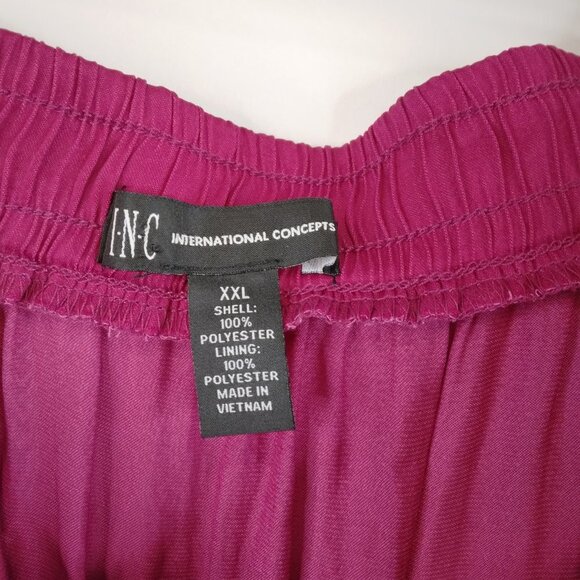 I·N·C INTERNATIONAL CONCEPTS
XXL
SHELL:
100%
POLYESTER
LINING:
100%
POLYESTER
MADE IN
VIETNAM